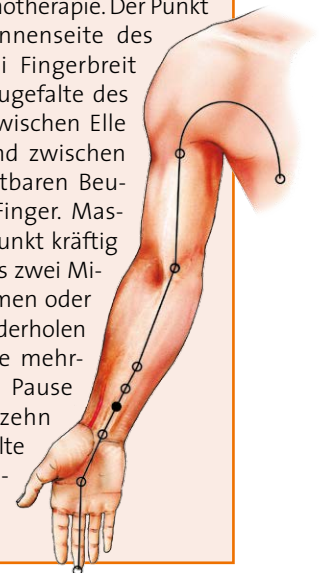 otherapie. Der Punkt
nnenseite des
i Fingerbreit
ugefalte des
wischen Elle
nd zwischen
tbaren Beu-
Finger. Mas-
unkt kräftig
s zwei Mi-
men oder
derholen
e mehr-
Pause
zehn
lte
-